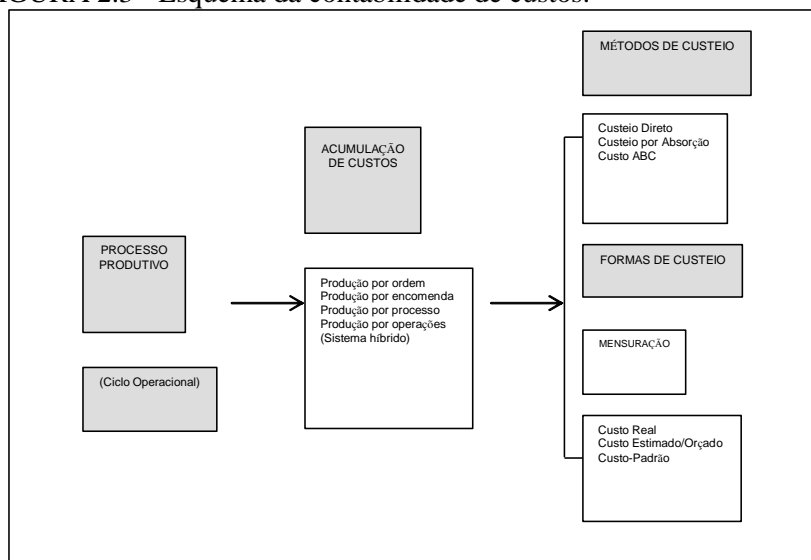 FIGURA 2.3 - Esquema da contabilidade de custos.
MÉTODOS DE CUSTEIO
Custeio Direto
Custeio por Absorção
Custo ABC
ACUMULAÇÃO
DE CUSTOS
PROCESSO
PRODUTIVO
FORMAS DE CUSTEIO
Produção por ordem
Produção por encomenda
Produção por processo
Produção por operações
(Sistema híbrido)
MENSURAÇÃO
(Ciclo Operacional)
Custo Real
Custo Estimado/Orçado
Custo-Padrão